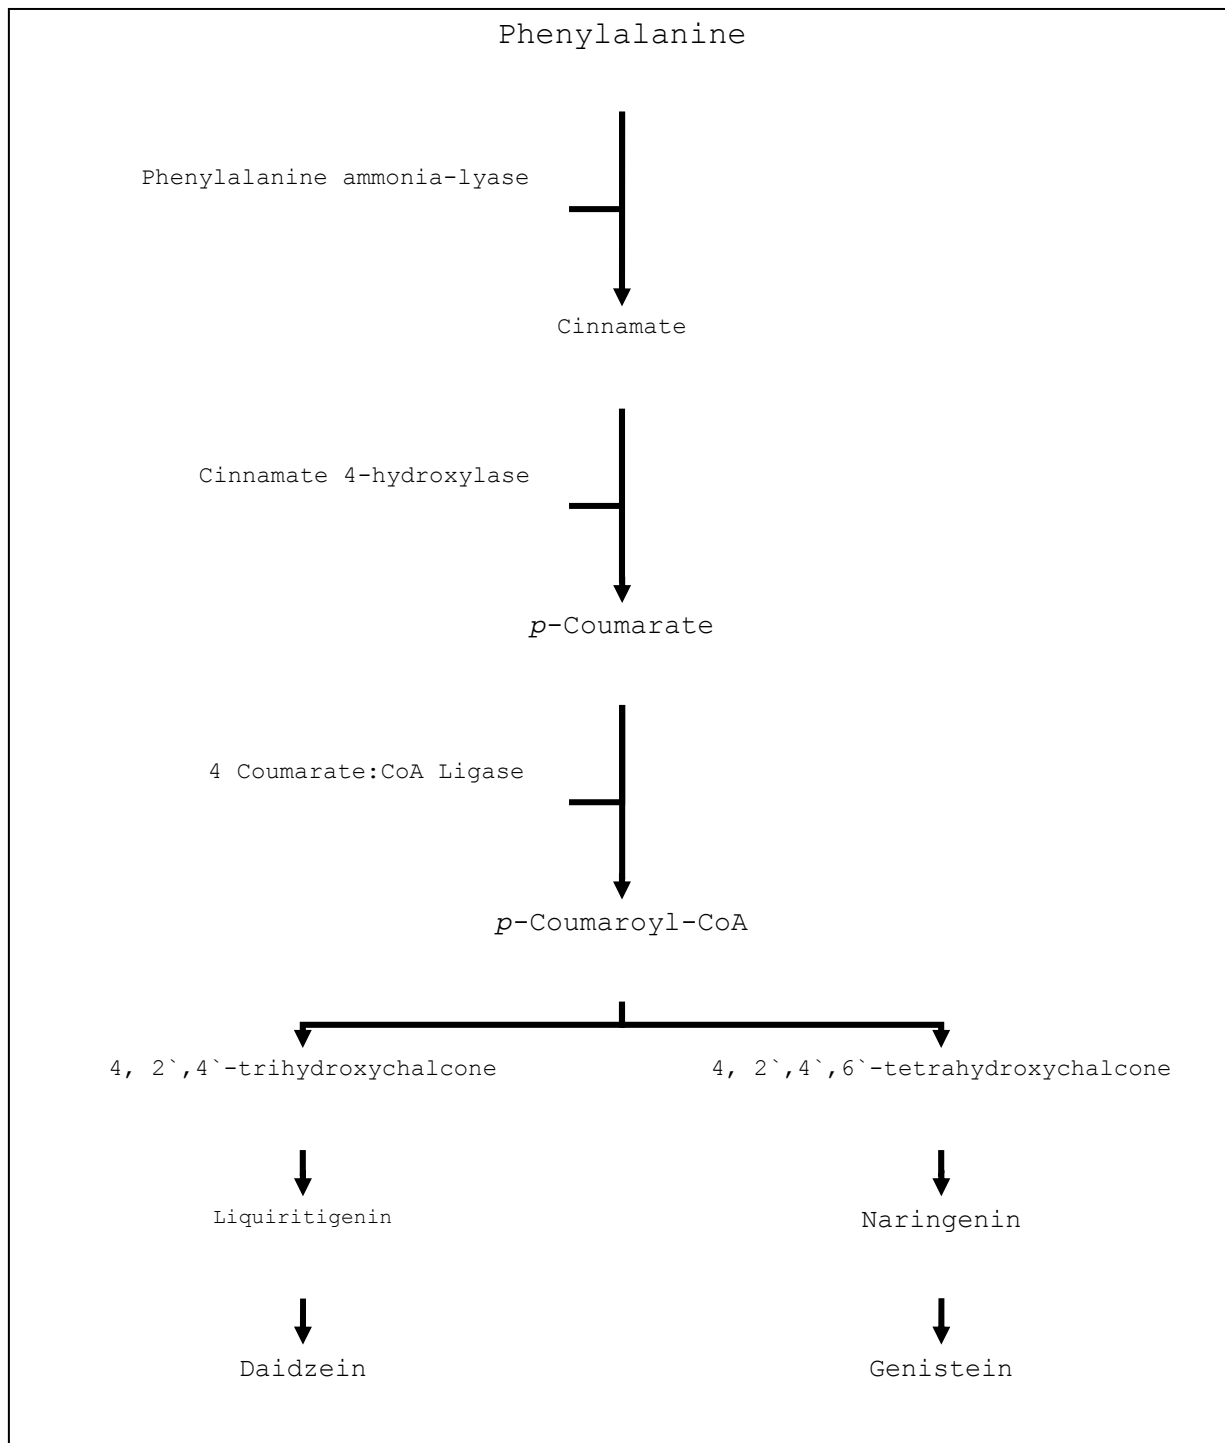 Phenylalanine
Phenylalanine ammonia-lyase
Cinnamate
Cinnamate 4-hydroxylase
p-Coumarate
4 Coumarate:CoA Ligase
p-Coumaroyl-CoA
4, 2`,4`-trihydroxychalcone
4, 2`,4`,6`-tetrahydroxychalcone
Liquiritigenin
Naringenin
Daidzein
Genistein